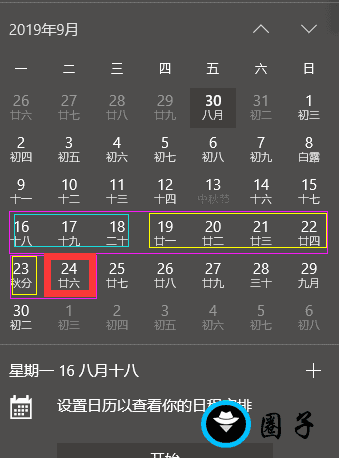 2019年9月
一 二 三 四 五 六 日
26 27 28 29 30 31 1
廿六 廿七 廿八 廿九 八月 初二 初三
2 3 4 5 6 7 8
初四 初五 初六 初七 初八 初九 白露
9 10 11 12 13 14 15
十一 十二 十三 十四 中秋节 十六 十七
16 17 18 19 20 21 22
十八 十九 二十 廿一 廿二 廿三 廿四
23 24 25 26 27 28 29
秋分 廿六 廿七 廿八 廿九 三十 九月
30 1 2 3 4 5 6
初二 初三 初四 初五 初六 初七 初八
星期一 16 八月十八
设置日历以查看你的日程安排
圈子
开始